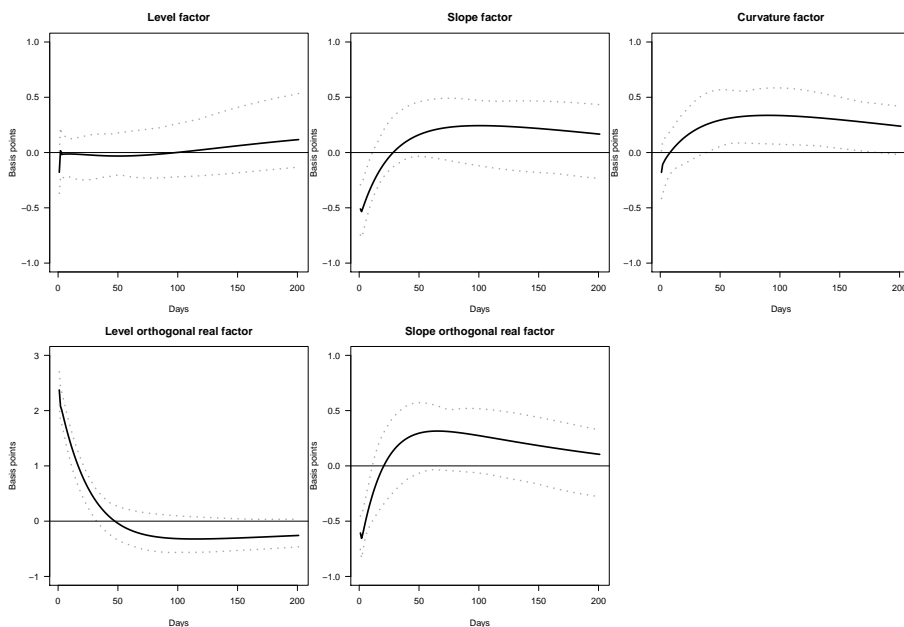 Level factor
Basis points
1.0
0.5
0.0
−0.5
−1.0
0 50 100 150 200
Days
Slope factor
Basis points
1.0
0.5
0.0
−0.5
−1.0
0 50 100 150 200
Days
Curvature factor
Basis points
1.0
0.5
0.0
−0.5
−1.0
0 50 100 150 200
Days
Level orthogonal real factor
Basis points
3
2
1
0
−1
0 50 100 150 200
Days
Slope orthogonal real factor
Basis points
1.0
0.5
0.0
−0.5
−1.0
0 50 100 150 200
Days